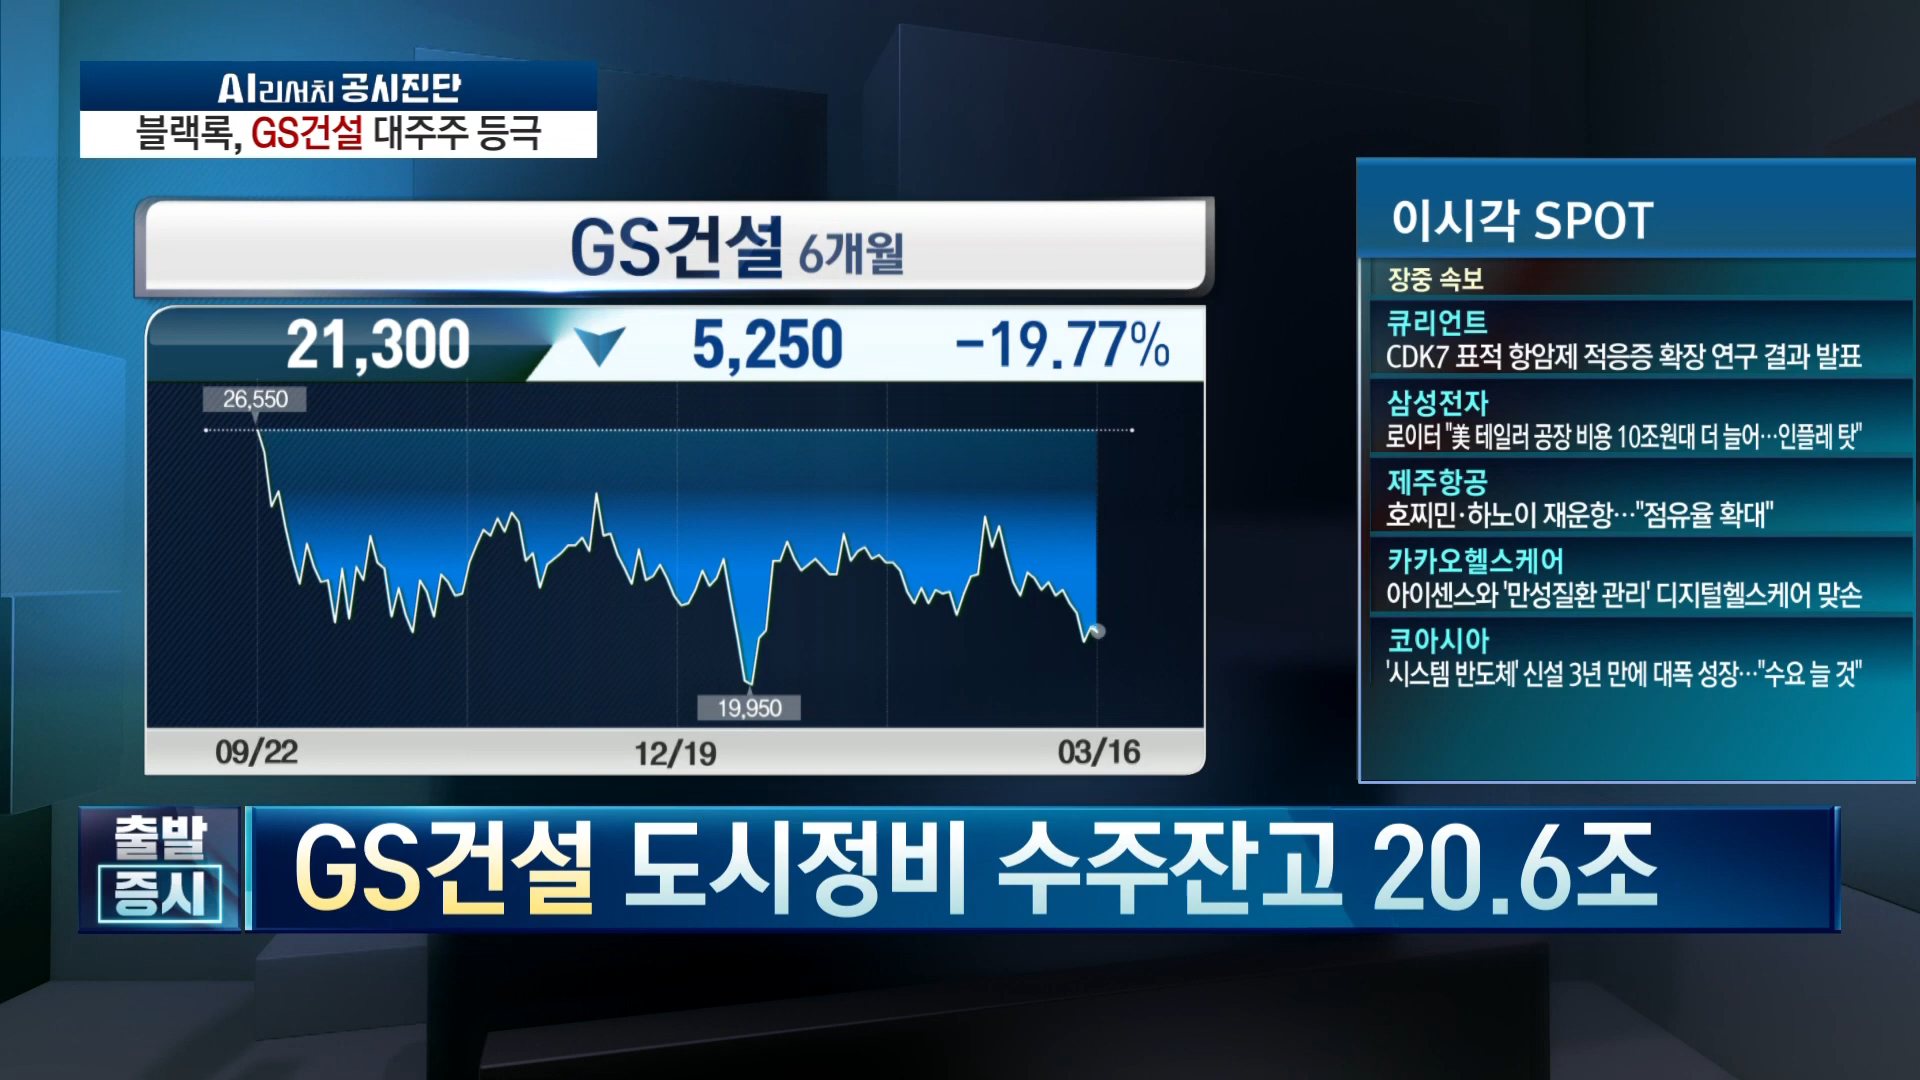 AI리서치 공시진단
블랙록, GS건설 대주주 등극
GS건설 6개월
21,300 5,250 -19.77%
26,550
19,950
09/22 12/19 03/16
이시각 SPOT
장중 속보
큐리언트
CDK7 표적 항암제 적응증 확장 연구 결과 발표
삼성전자
로이터 "美 테일러 공장 비용 10조원대 더 늘어…인플레 탓"
제주항공
호찌민·하노이 재운항…"점유율 확대"
카카오헬스케어
아이센스와 '만성질환 관리' 디지털헬스케어 맞손
코아시아
'시스템 반도체' 신설 3년 만에 대폭 성장…"수요 늘 것"
출발
증시
GS건설 도시정비 수주잔고 20.6조